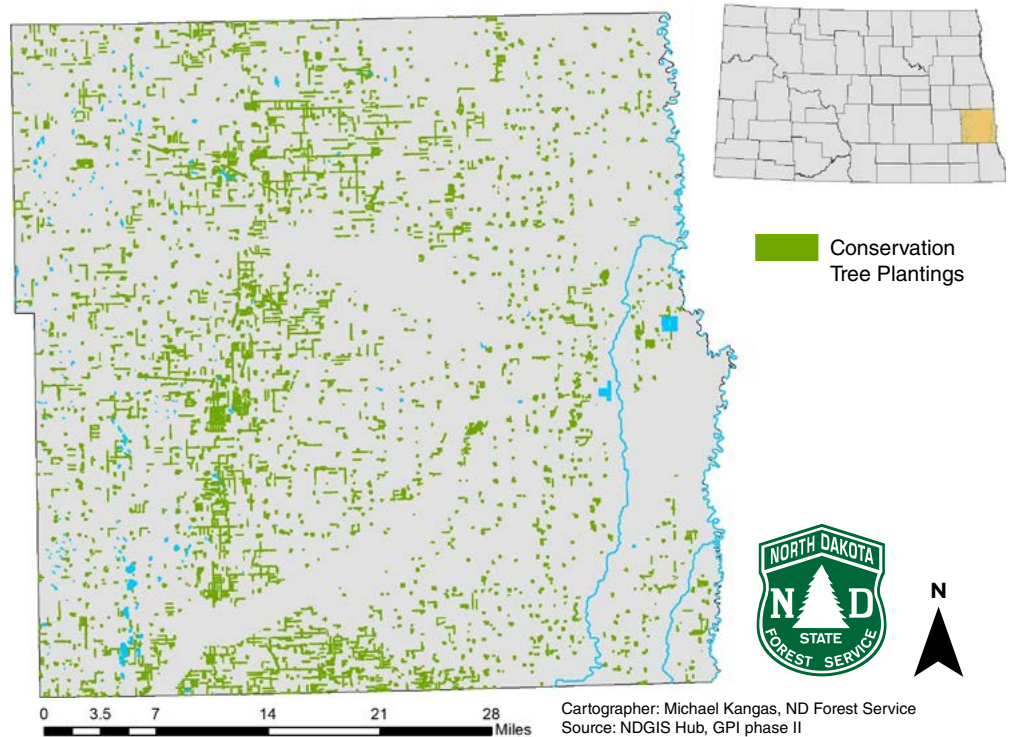 Conservation
Tree Plantings
NORTH DAKOTA
N D
STATE
FOREST SERVICE
N
0 3.5 7 14 21 28
Miles
Cartographer: Michael Kangas, ND Forest Service
Source: NDGIS Hub, GPI phase II